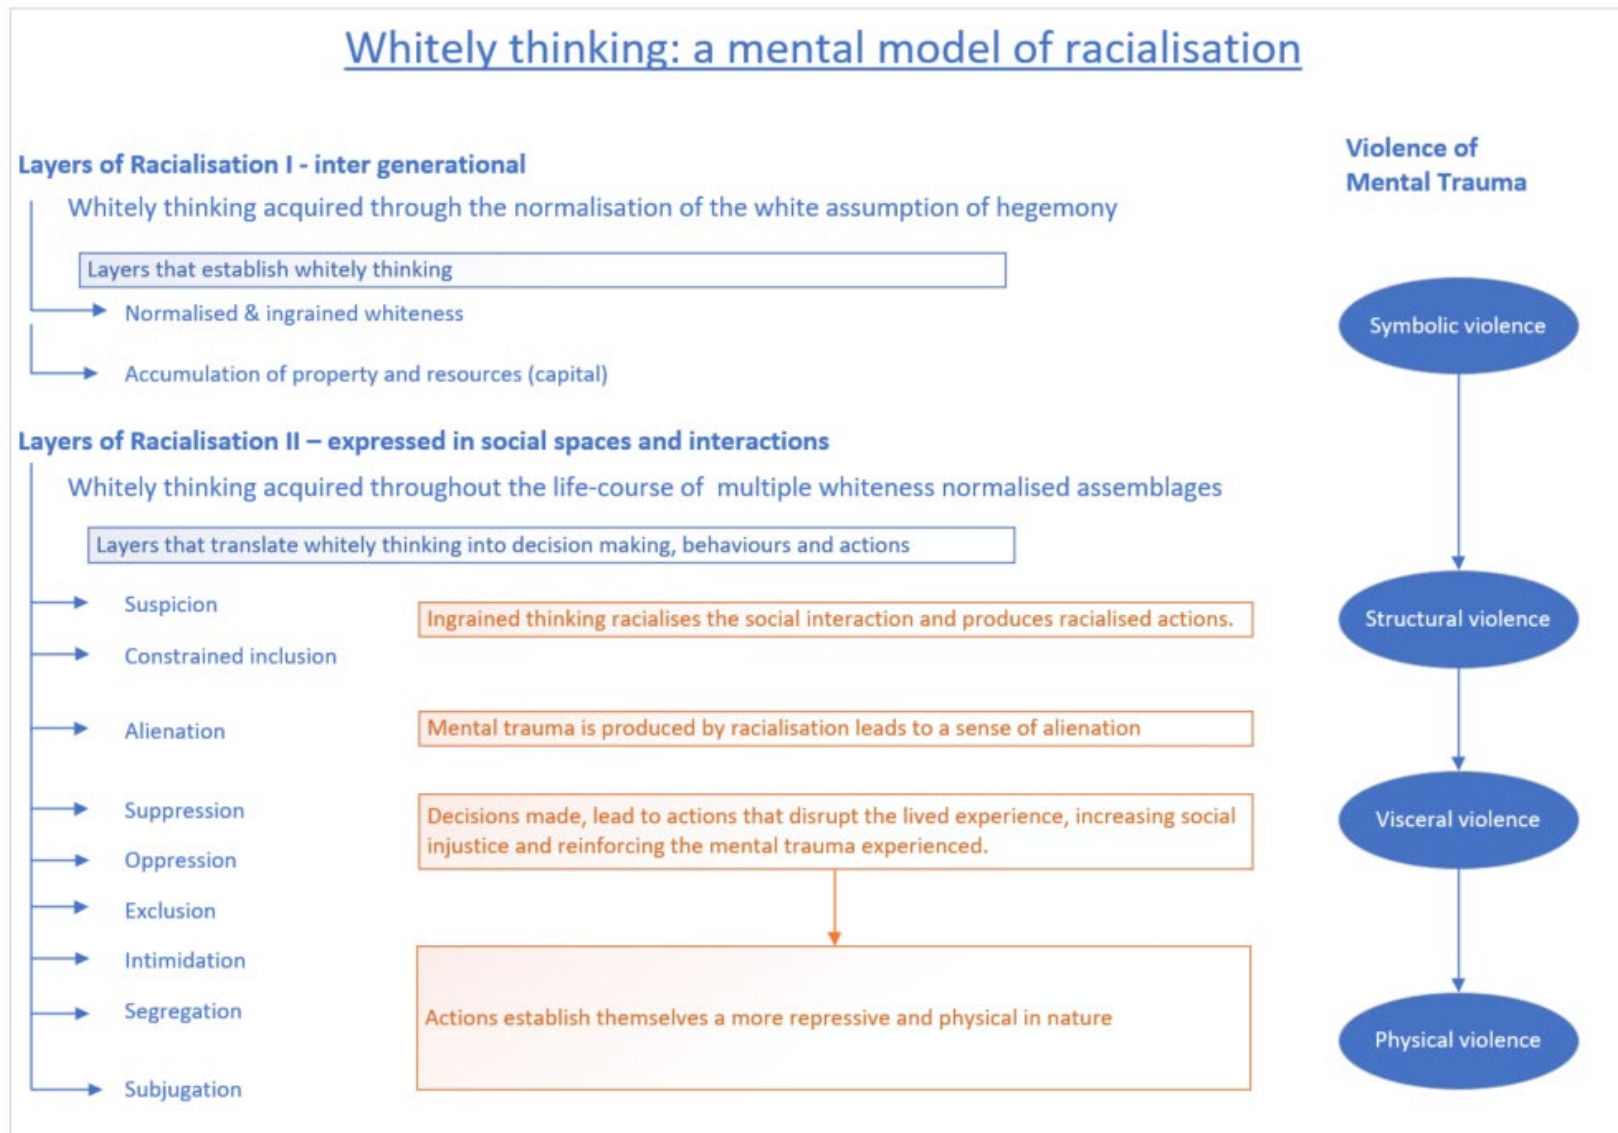 Whitely thinking: a mental model of racialisation
Layers of Racialisation I - inter generational
Whitely thinking acquired through the normalisation of the white assumption of hegemony
Layers that establish whitely thinking
Normalised & ingrained whiteness
Accumulation of property and resources (capital)
Layers of Racialisation II – expressed in social spaces and interactions
Whitely thinking acquired throughout the life-course of multiple whiteness normalised assemblages
Layers that translate whitely thinking into decision making, behaviours and actions
Suspicion
Constrained inclusion
Alienation
Suppression
Oppression
Exclusion
Intimidation
Segregation
Subjugation
Ingrained thinking racialises the social interaction and produces racialised actions.
Mental trauma is produced by racialisation leads to a sense of alienation
Decisions made, lead to actions that disrupt the lived experience, increasing social
injustice and reinforcing the mental trauma experienced.
Actions establish themselves a more repressive and physical in nature
Violence of
Mental Trauma
Symbolic violence
Structural violence
Visceral violence
Physical violence